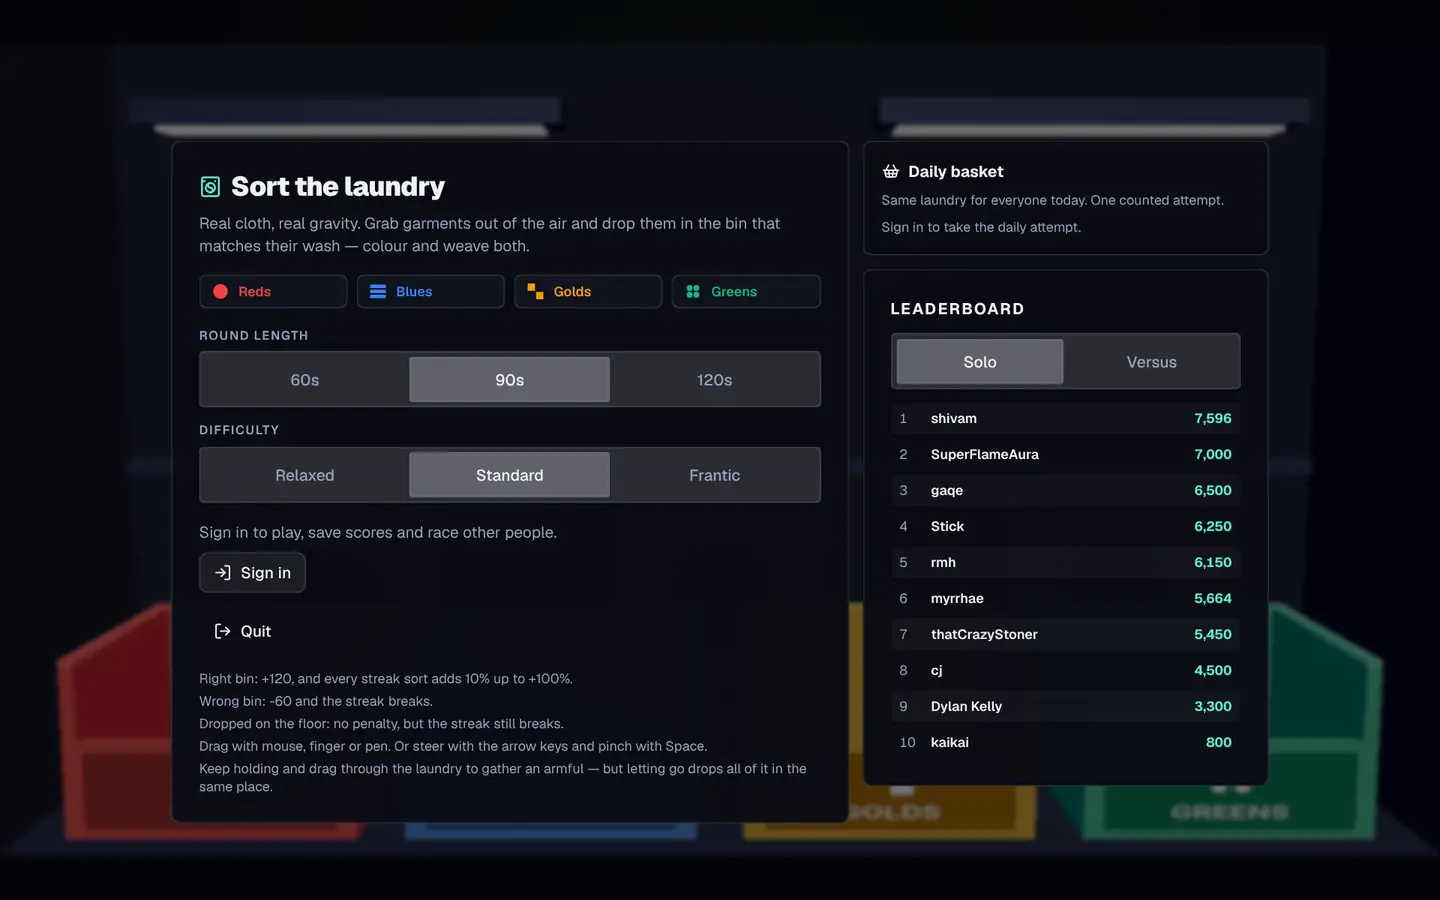 Sort the laundry
Real cloth, real gravity. Grab garments out of the air and drop them in the bin that
matches their wash — colour and weave both.
Reds
Blues
Golds
Greens
ROUND LENGTH
60s
90s
120s
DIFFICULTY
Relaxed
Standard
Frantic
Sign in to play, save scores and race other people.
Sign in
Quit
Right bin: +120, and every streak sort adds 10% up to +100%.
Wrong bin: -60 and the streak breaks.
Dropped on the floor: no penalty, but the streak still breaks.
Drag with mouse, finger or pen. Or steer with the arrow keys and pinch with Space.
Keep holding and drag through the laundry to gather an armful — but letting go drops all of it in the
same place.
Daily basket
Same laundry for everyone today. One counted attempt.
Sign in to take the daily attempt.
LEADERBOARD
Solo
Versus
1 shivam 7,596
2 SuperFlameAura 7,000
3 gaqe 6,500
4 Stick 6,250
5 rmh 6,150
6 myrrhae 5,664
7 thatCrazyStoner 5,450
8 cj 4,500
9 Dylan Kelly 3,300
10 kaikai 800
GOLDS
GREENS